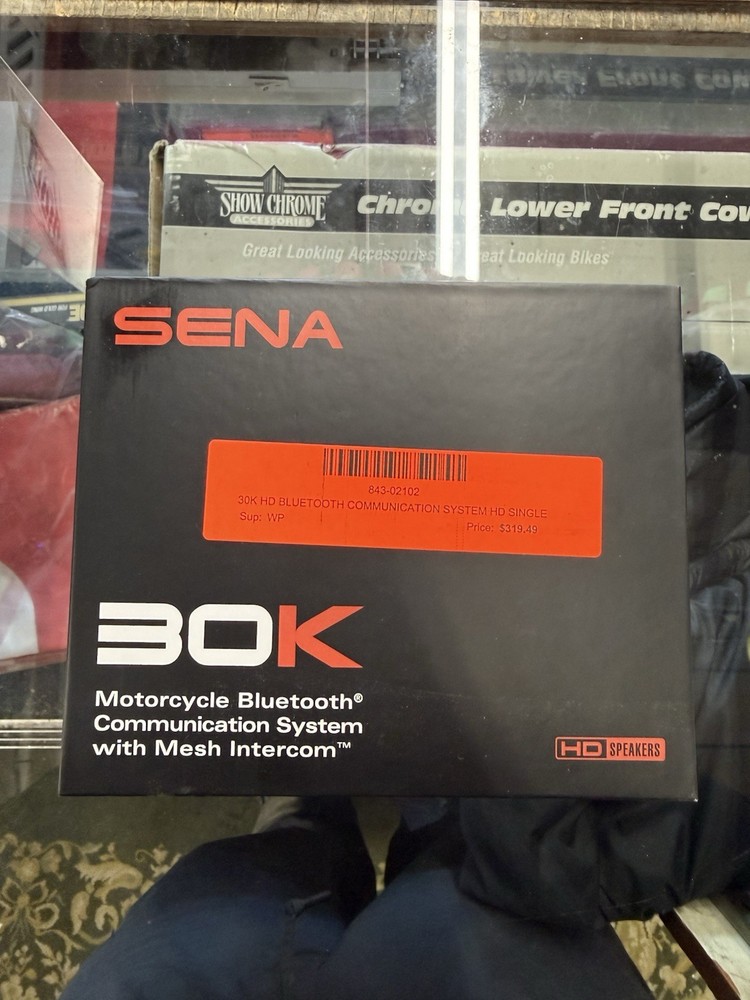 SHOW CHROME
ACCESSORIES
Lower Front Cov
Great Looking Accessories
eat Looking Bikes
SENA
843-02102
30K HD BLUETOOTH COMMUNICATION SYSTEM HD SINGLE
Sup: WP
Price: $319.49
30K
Motorcycle Bluetooth®
Communication System
with Mesh Intercom™
HD SPEAKERS